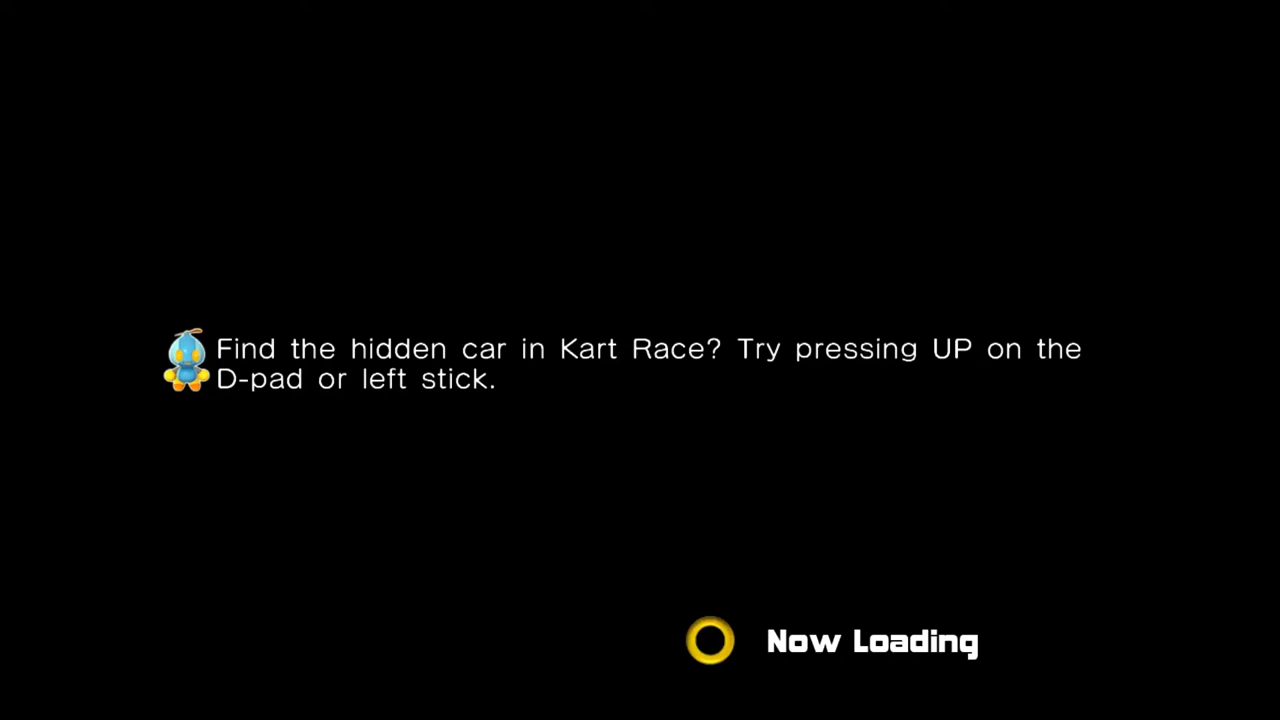 Find the hidden car in Kart Race? Try pressing UP on the
D-pad or left stick.
Now Loading